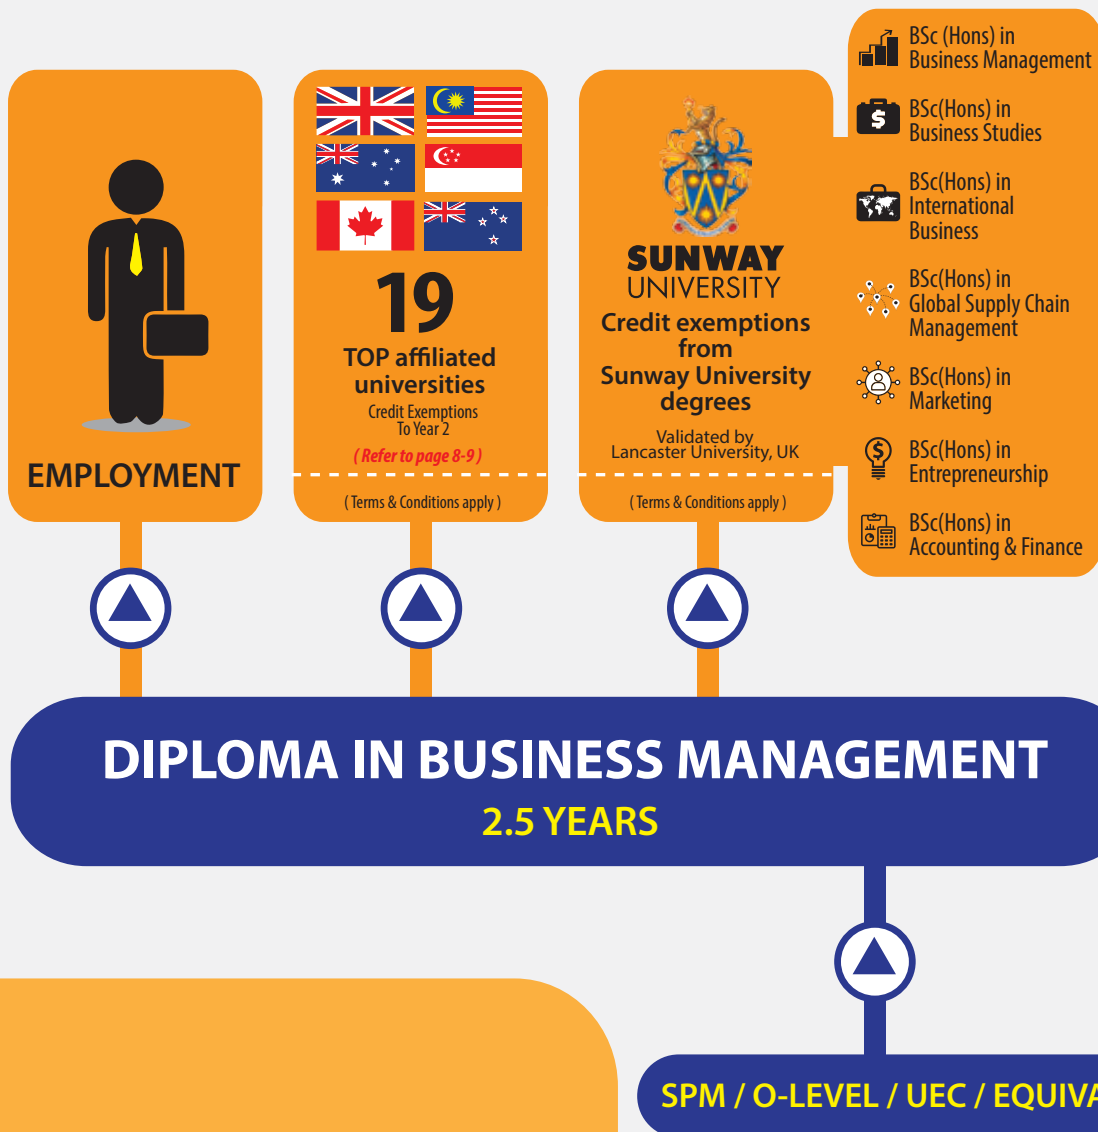 EMPLOYMENT
19
TOP affiliated
universities
Credit Exemptions
To Year 2
( Refer to page 8-9 )
( Terms & Conditions apply )
SUNWAY
UNIVERSITY
Credit exemptions
from
Sunway University
degrees
Validated by
Lancaster University, UK
( Terms & Conditions apply )
BSc (Hons) in
Business Management
BSc(Hons) in
Business Studies
BSc(Hons) in
International
Business
BSc(Hons) in
Global Supply Chain
Management
BSc(Hons) in
Marketing
BSc(Hons) in
Entrepreneurship
BSc(Hons) in
Accounting & Finance
DIPLOMA IN BUSINESS MANAGEMENT
2.5 YEARS
SPM / O-LEVEL / UEC / EQUIVA